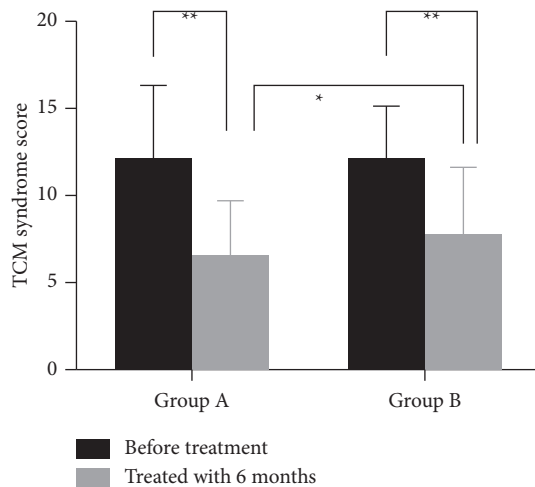 20
15
10
5
0
TCM syndrome score
**
**
*
Group A
Group B
Before treatment
Treated with 6 months